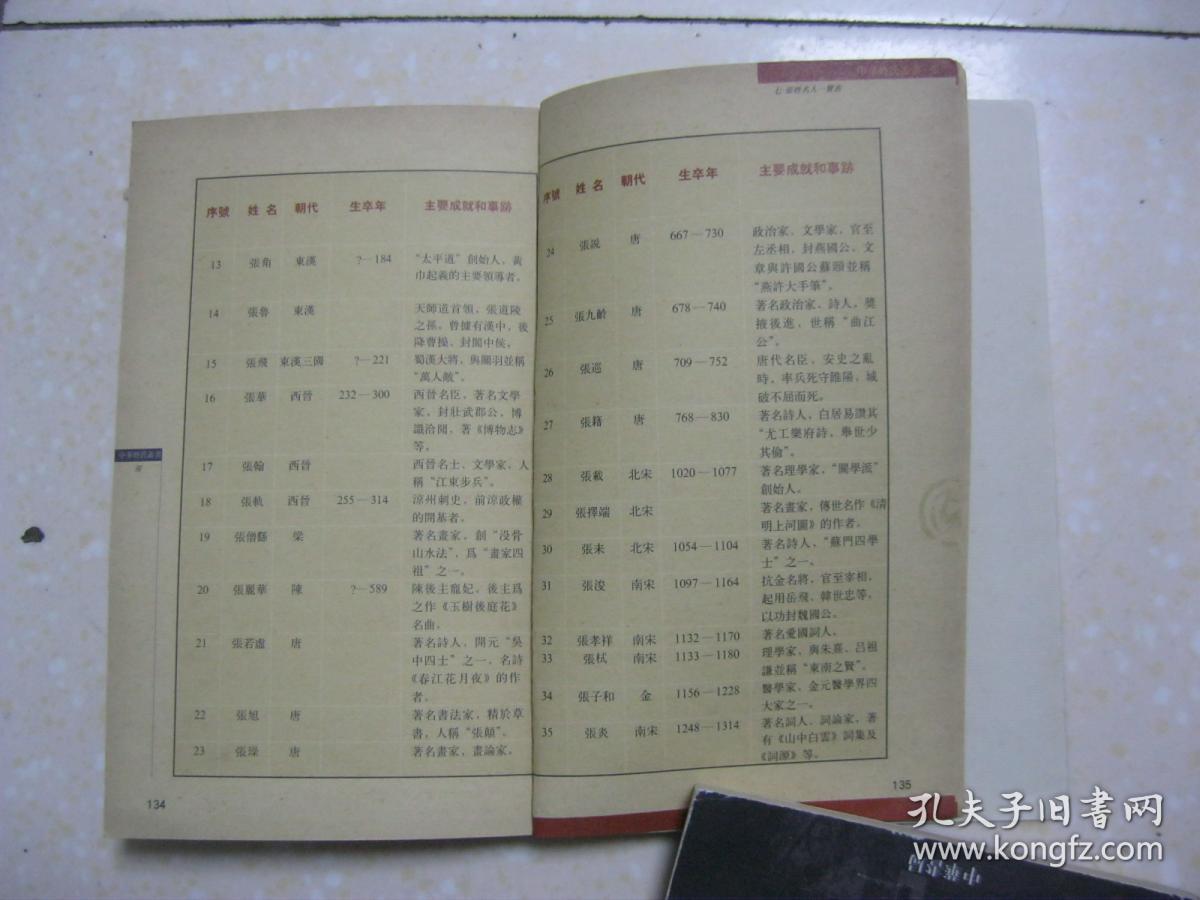 序號 姓名 朝代 生卒年 主要成就和事跡
13 張角 東漢 ?—184 “太平道”創始人，黃
巾起義的主要領導者。
14 張魯 東漢 天師道首領，張道陵
之孫。曾據有漢中，後
降曹操，封閬中侯。
15 張飛 東漢三國 ?—221 蜀漢大將，與關羽並稱
“萬人敵”。
16 張華 西晉 232—300 西晉名臣，著名文學
家，封壯武郡公，博
識洽聞，著《博物志》
等。
17 張翰 西晉 西晉名士、文學家，人
稱“江東步兵”。
18 張軌 西晉 255—314 涼州刺史，前涼政權
的開基者。
19 張僧繇 梁 著名畫家，創“没骨
山水法”，爲“畫家四
祖”之一。
20 張麗華 陳 ?—589 陳後主寵妃，後主爲
之作《玉樹後庭花》
名曲。
21 張若虛 唐 著名詩人，開元“吳
中四士”之一，名詩
《春江花月夜》的作
者。
22 張旭 唐 著名書法家，精於草
書，人稱“張顛”。
23 張璪 唐 著名畫家，畫論家。
中華姓氏叢書
張
134
七 張姓名人一覽表
序號 姓名 朝代 生卒年 主要成就和事跡
24 張説 唐 667—730 政治家、文學家，官至
左丞相，封燕國公，文
章與許國公蘇頲並稱
“燕許大手筆”。
25 張九齡 唐 678—740 著名政治家、詩人，獎
掖後進，世稱“曲江
公”。
26 張巡 唐 709—752 唐代名臣，安史之亂
時，率兵死守睢陽，城
破不屈而死。
27 張籍 唐 768—830 著名詩人，白居易讚其
“尤工樂府詩，舉世少
其倫”。
28 張載 北宋 1020—1077 著名理學家，“關學派”
創始人。
29 張擇端 北宋 著名畫家，傳世名作《清
明上河圖》的作者。
30 張耒 北宋 1054—1104 著名詩人，“蘇門四學
士”之一。
31 張浚 南宋 1097—1164 抗金名將，官至宰相，
起用岳飛、韓世忠等，
以功封魏國公。
32 張孝祥 南宋 1132—1170 著名愛國詞人。
33 張栻 南宋 1133—1180 理學家，與朱熹、呂祖
謙並稱“東南之賢”。
34 張子和 金 1156—1228 醫學家，金元醫學界四
大家之一。
35 張炎 南宋 1248—1314 著名詞人、詞論家，著
有《山中白雲》詞集及
《詞源》等。
135
中華書局
孔夫子旧书网
www.kongfz.com